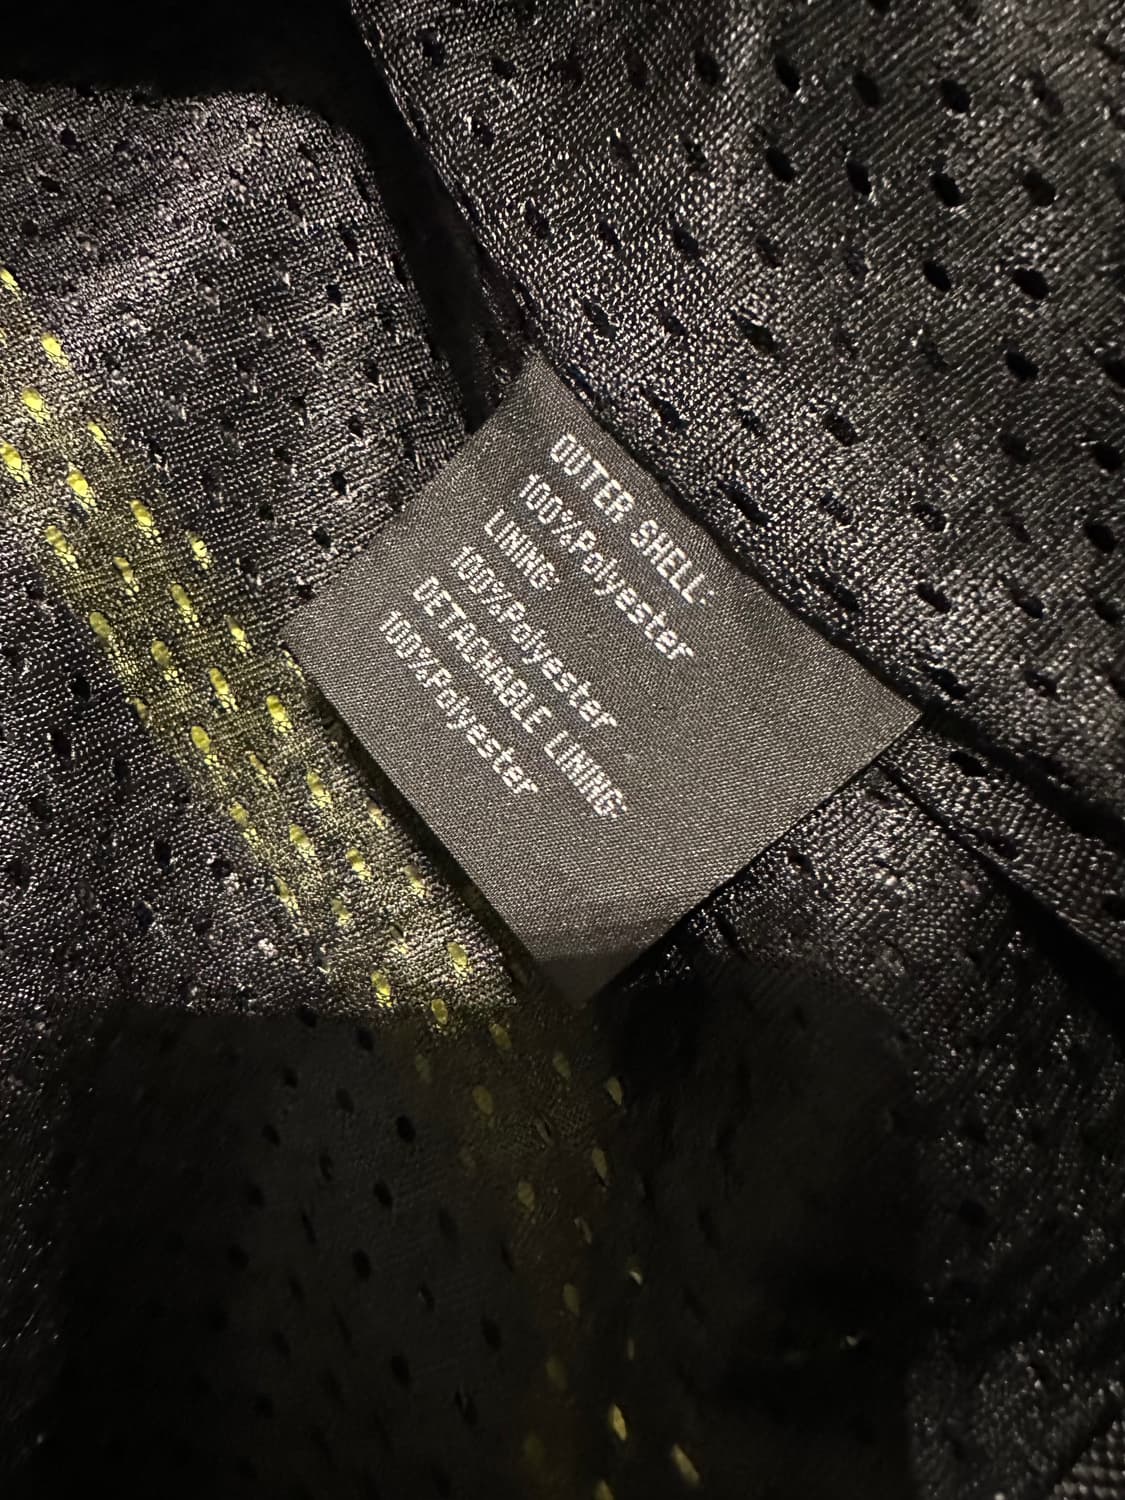 OUTER SHELL:
100%Polyester
LINING:
100%Polyester
DETACHABLE LINING:
100%Polyester